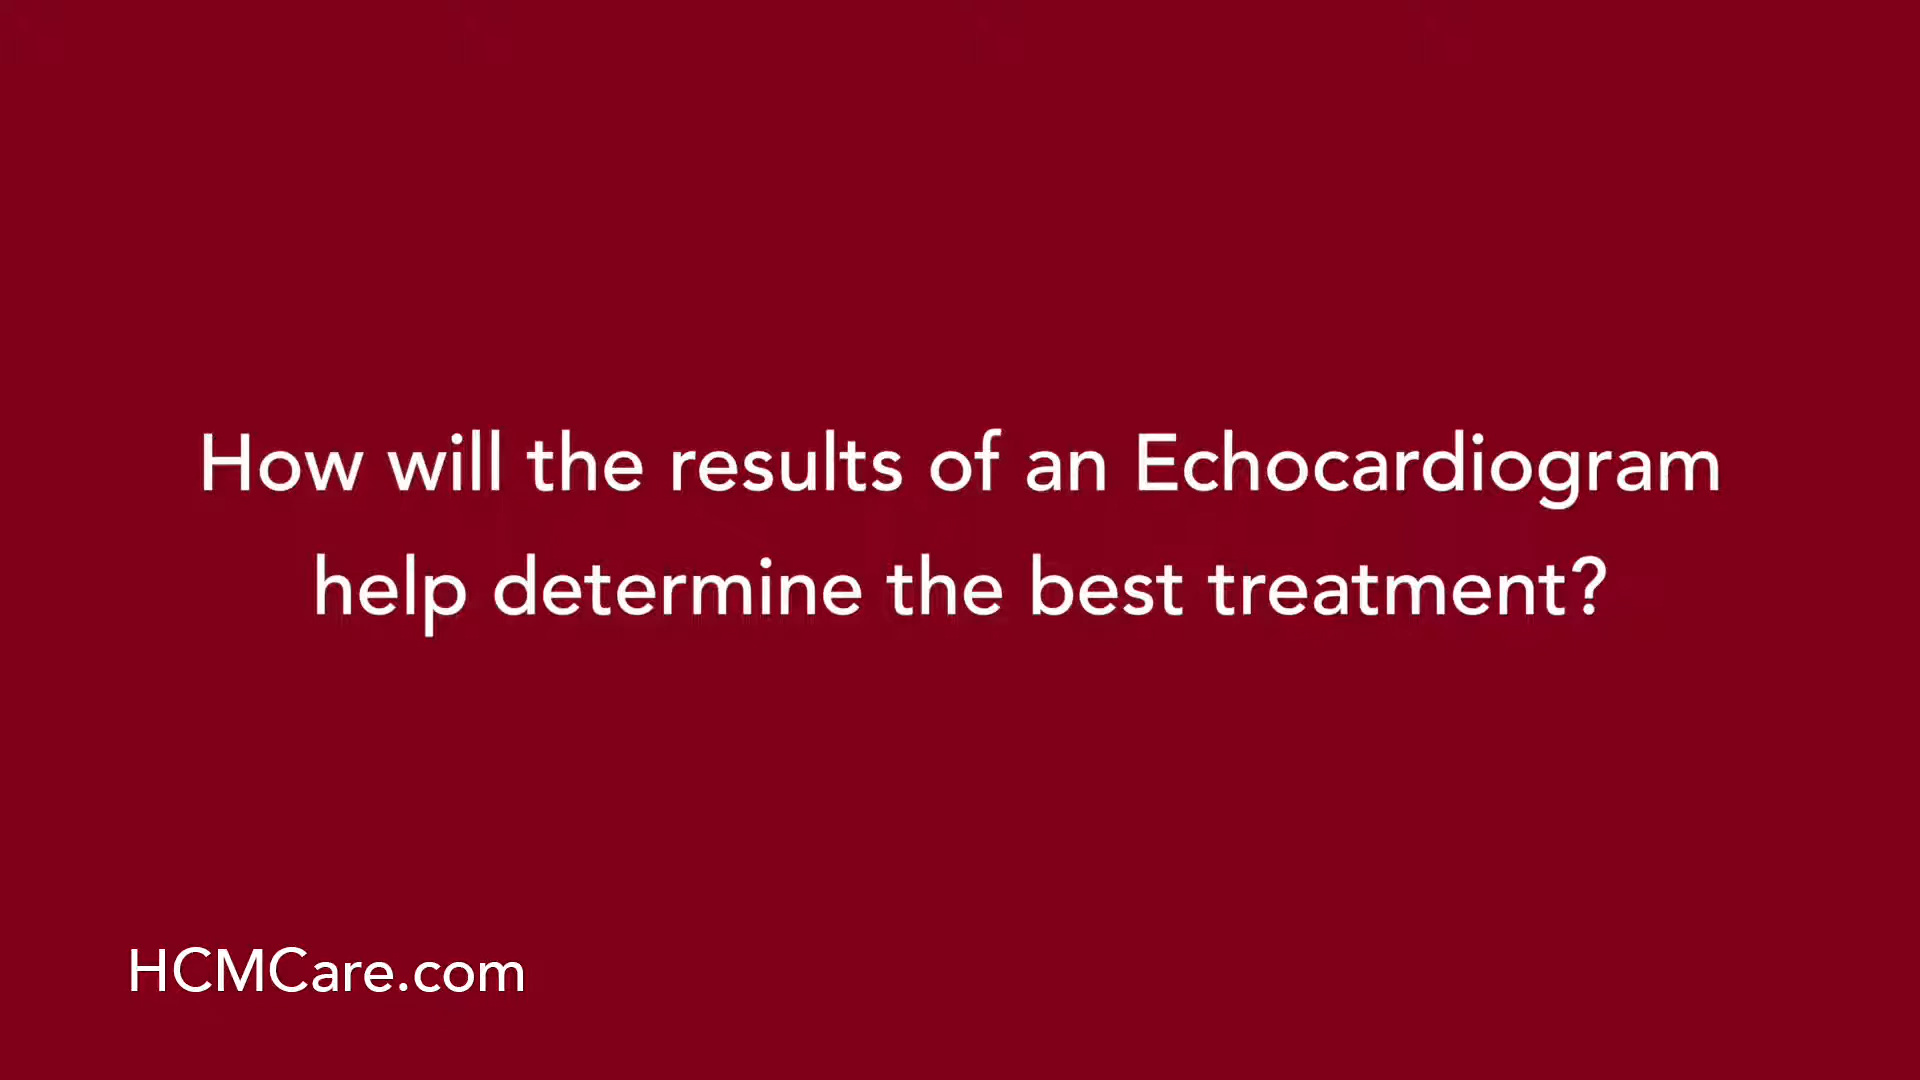 How will the results of an Echocardiogram
help determine the best treatment?
HCMCare.com